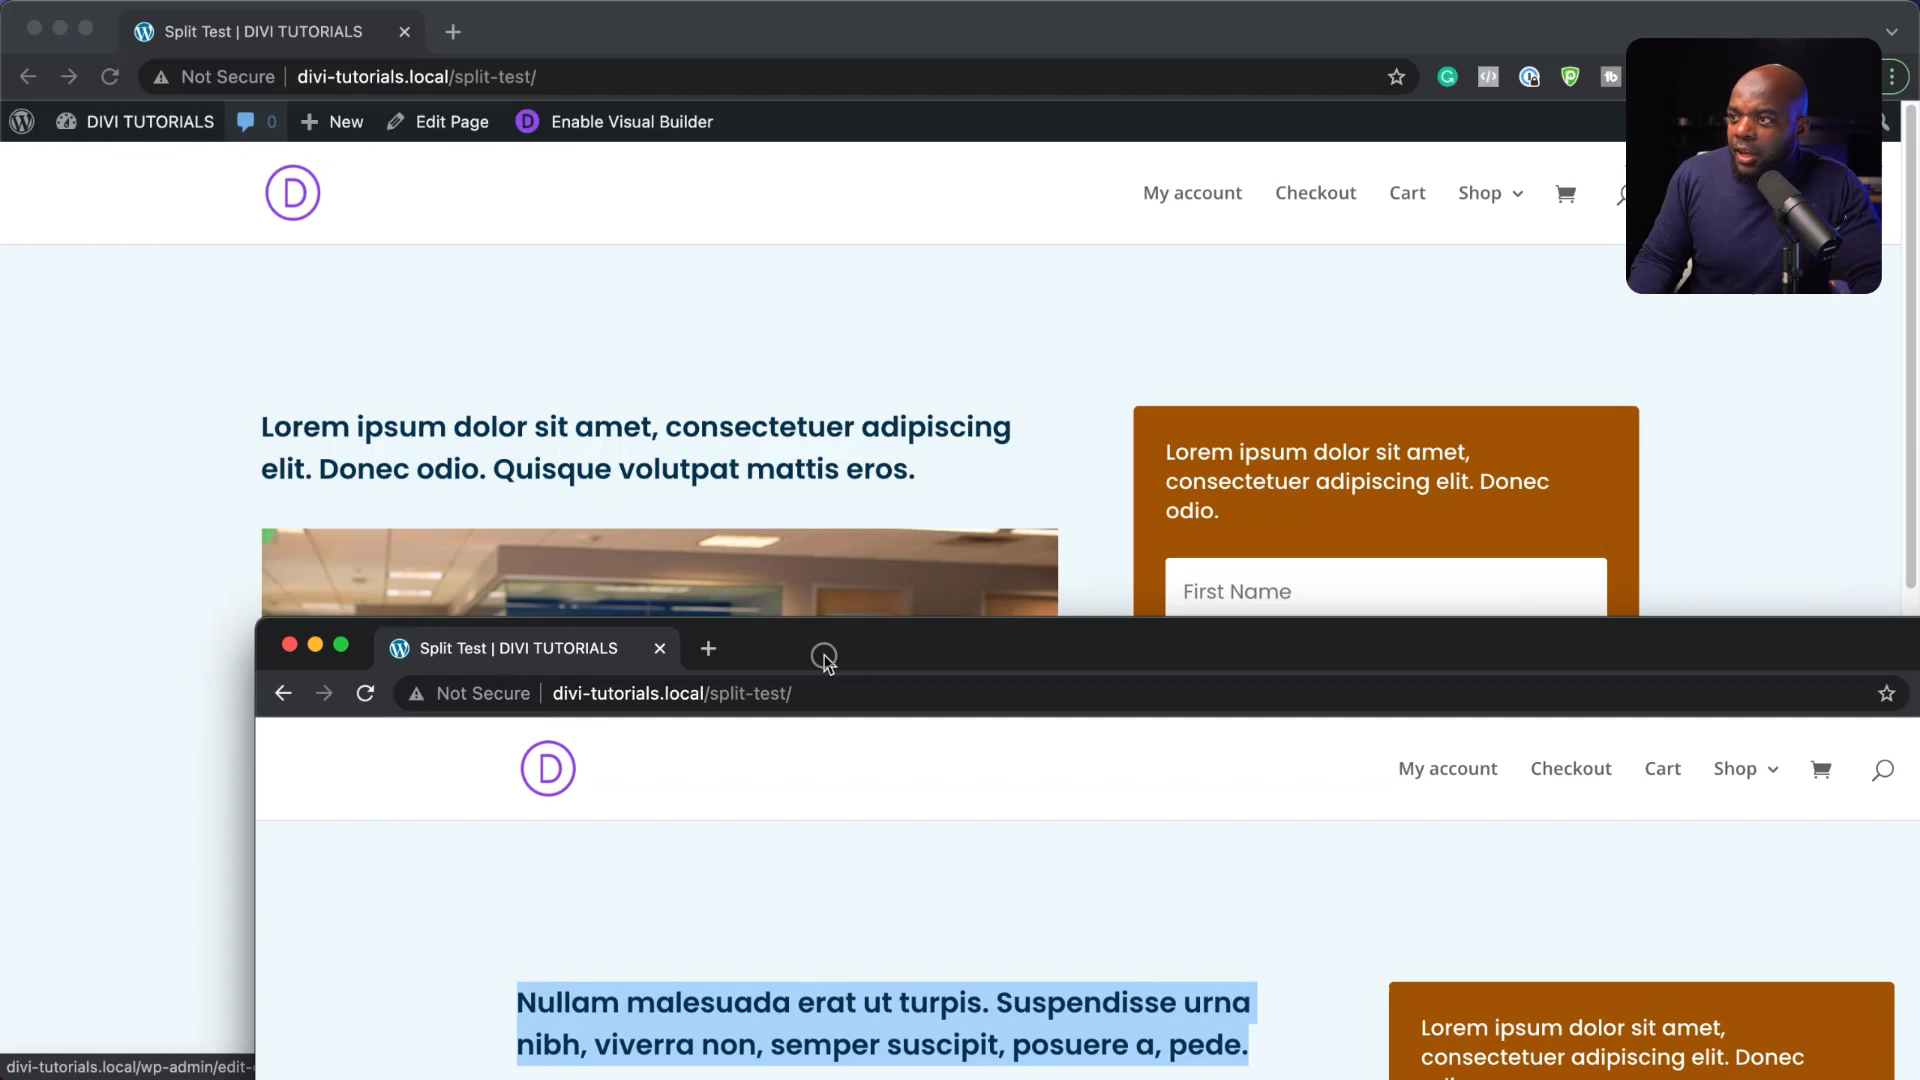 Split Test | DIVI TUTORIALS
Not Secure
divi-tutorials.local/split-test/
DIVI TUTORIALS
0
New
Edit Page
Enable Visual Builder
D
My account
Checkout
Cart
Shop
Lorem ipsum dolor sit amet, consectetuer adipiscing
elit. Donec odio. Quisque volutpat mattis eros.
Lorem ipsum dolor sit amet,
consectetuer adipiscing elit. Donec
odio.
First Name
Split Test | DIVI TUTORIALS
Not Secure
divi-tutorials.local/split-test/
D
My account
Checkout
Cart
Shop
Nullam malesuada erat ut turpis. Suspendisse urna
nibh, viverra non, semper suscipit, posuere a, pede.
Lorem ipsum dolor sit amet,
consectetuer adipiscing elit. Donec
divi-tutorials.local/wp-admin/edit-